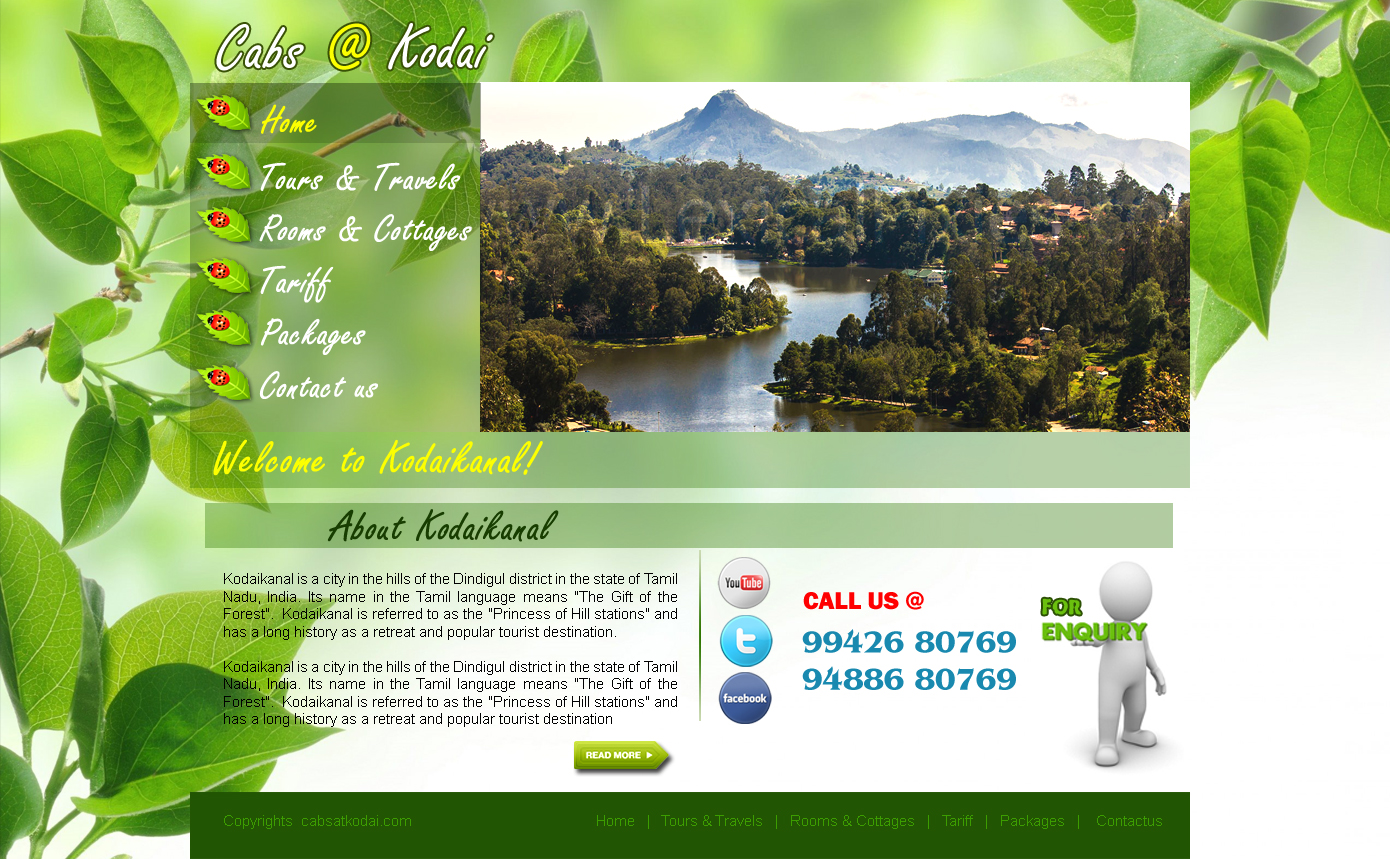 Cabs @ Kodai
Home
Tours & Travels
Rooms & Cottages
Tariff
Packages
Contact us
Welcome to Kodaikanal!
About Kodaikanal
Kodaikanal is a city in the hills of the Dindigul district in the state of Tamil
Nadu, India. Its name in the Tamil language means "The Gift of the
Forest". Kodaikanal is referred to as the "Princess of Hill stations" and
has a long history as a retreat and popular tourist destination.
Kodaikanal is a city in the hills of the Dindigul district in the state of Tamil
Nadu, India. Its name in the Tamil language means "The Gift of the
Forest". Kodaikanal is referred to as the "Princess of Hill stations" and
has a long history as a retreat and popular tourist destination
READ MORE
YouTube
t
facebook
CALL US @
99426 80769
94886 80769
FOR
ENQUIRY
Copyrights cabsatkodai.com
Home | Tours & Travels | Rooms & Cottages | Tariff | Packages | Contactus